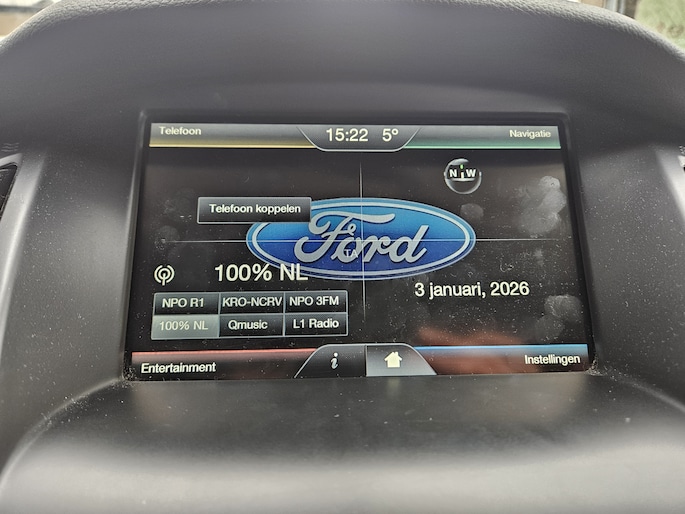 Telefoon
15:22 5°
Navigatie
N W
Telefoon koppelen
Ford
100% NL
3 januari, 2026
NPO R1 KRO-NCRV NPO 3FM
100% NL Qmusic L1 Radio
Entertainment
i
Instellingen